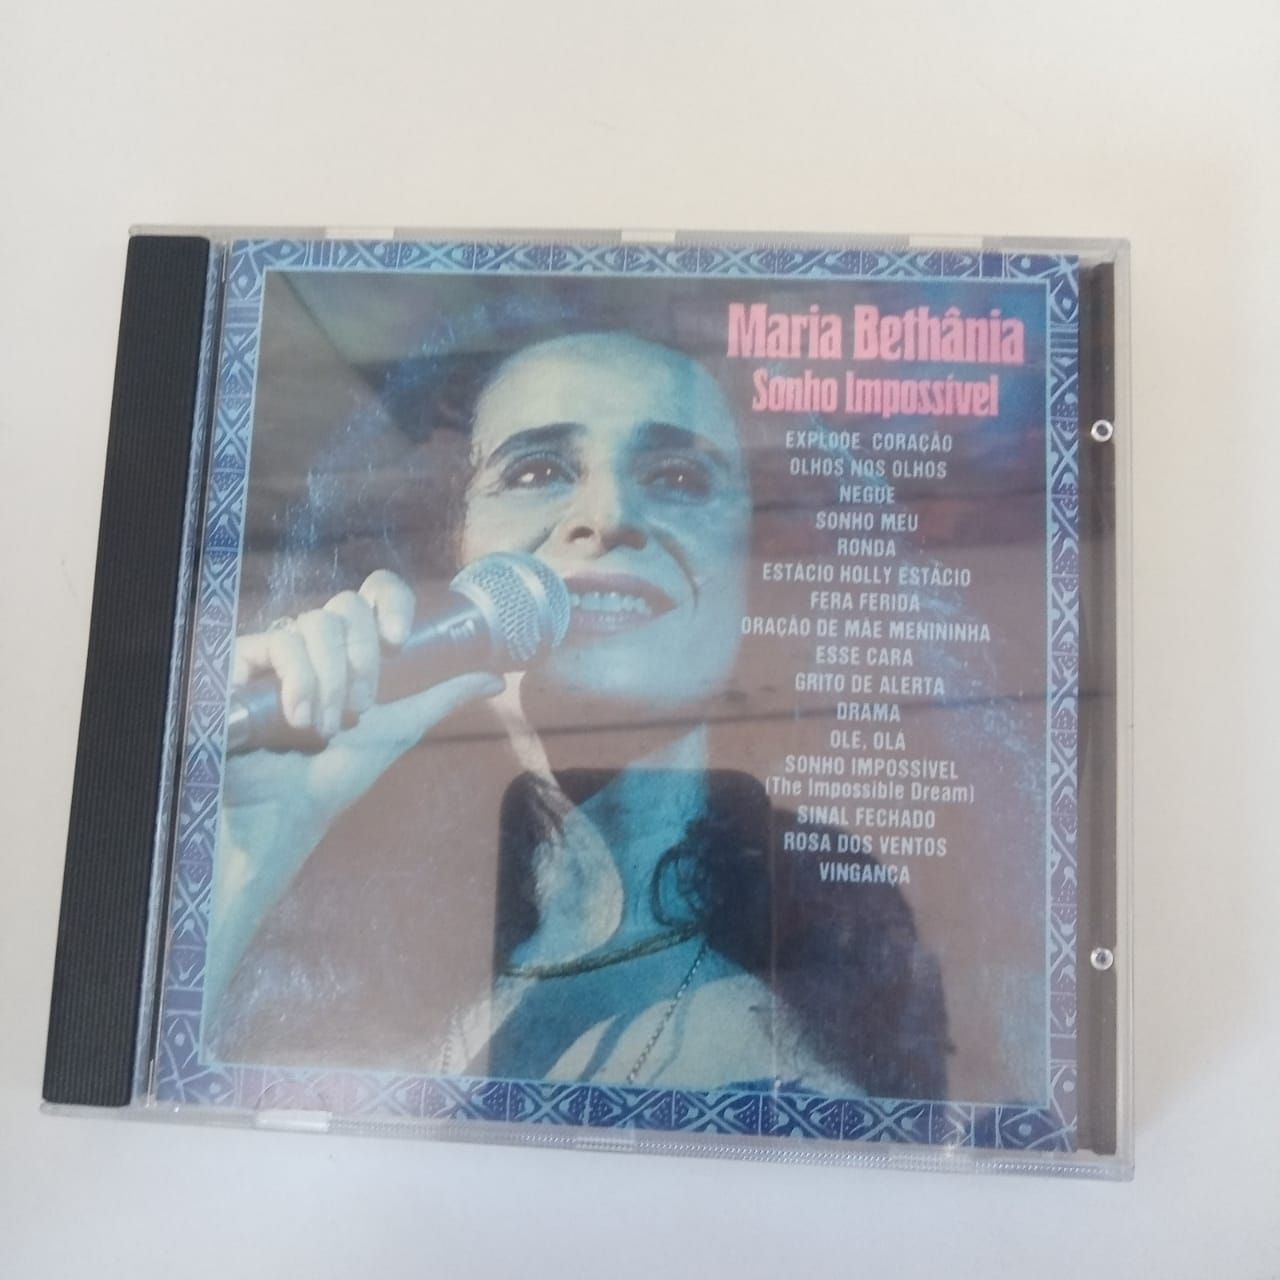 Maria Bethânia
Sonho Impossível
EXPLODE CORAÇÃO
OLHOS NOS OLHOS
NEGUE
SONHO MEU
RONDA
ESTÁCIO HOLLY ESTÁCIO
FERA FERIDA
ORAÇÃO DE MÃE MENININHA
ESSE CARA
GRITO DE ALERTA
DRAMA
OLE, OLÁ
SONHO IMPOSSÍVEL
(The Impossible Dream)
SINAL FECHADO
ROSA DOS VENTOS
VINGANÇA